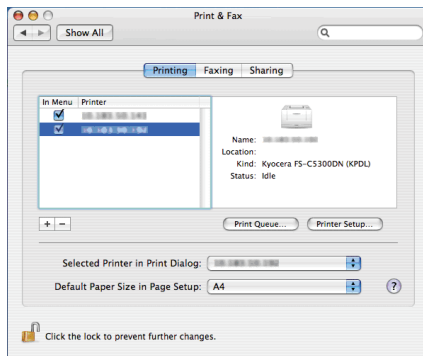 Print & Fax
Show All
Printing Faxing Sharing
In Menu Printer
Name:
Location:
Kind: Kyocera FS-C5300DN (KPDL)
Status: Idle
+ −
Print Queue... Printer Setup...
Selected Printer in Print Dialog:
Default Paper Size in Page Setup: A4 ?
Click the lock to prevent further changes.